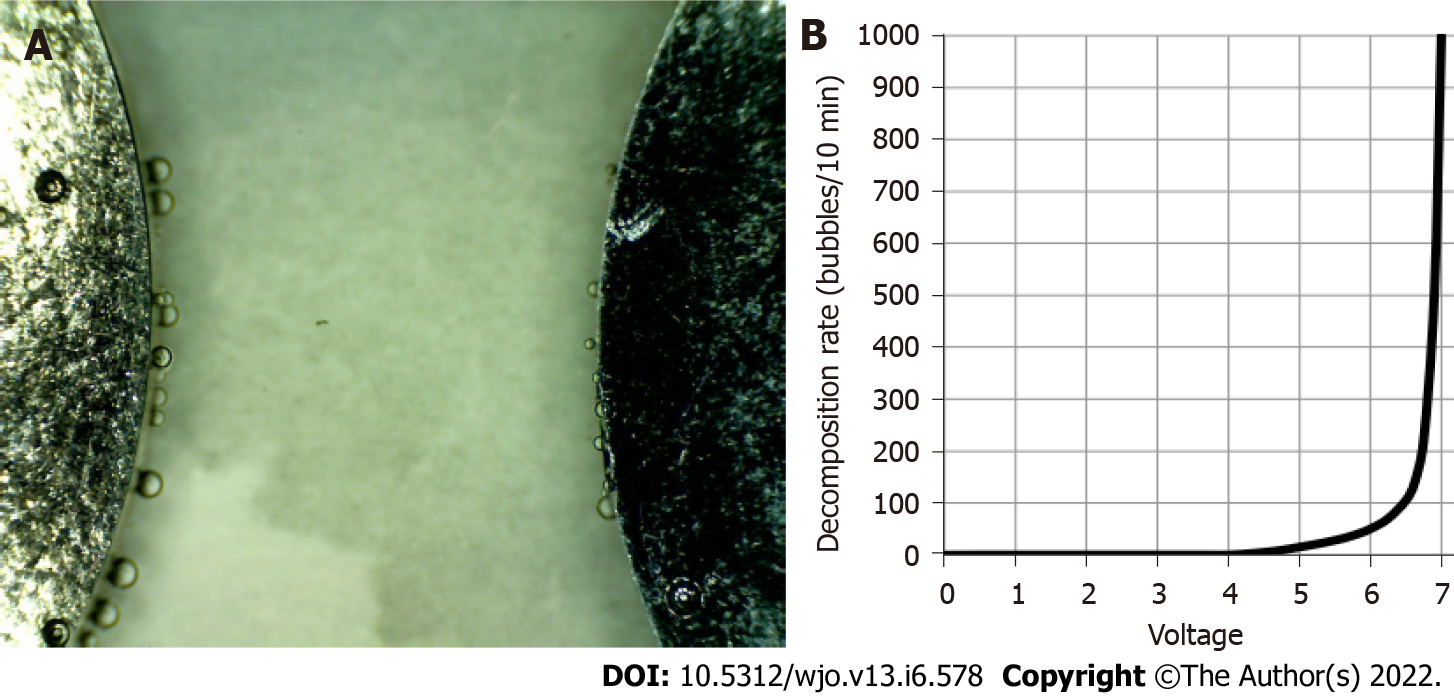 A
B
Decomposition rate (bubbles/10 min)
1000
900
800
700
600
500
400
300
200
100
0
0 1 2 3 4 5 6 7
Voltage
DOI: 10.5312/wjo.v13.i6.578 Copyright ©The Author(s) 2022.